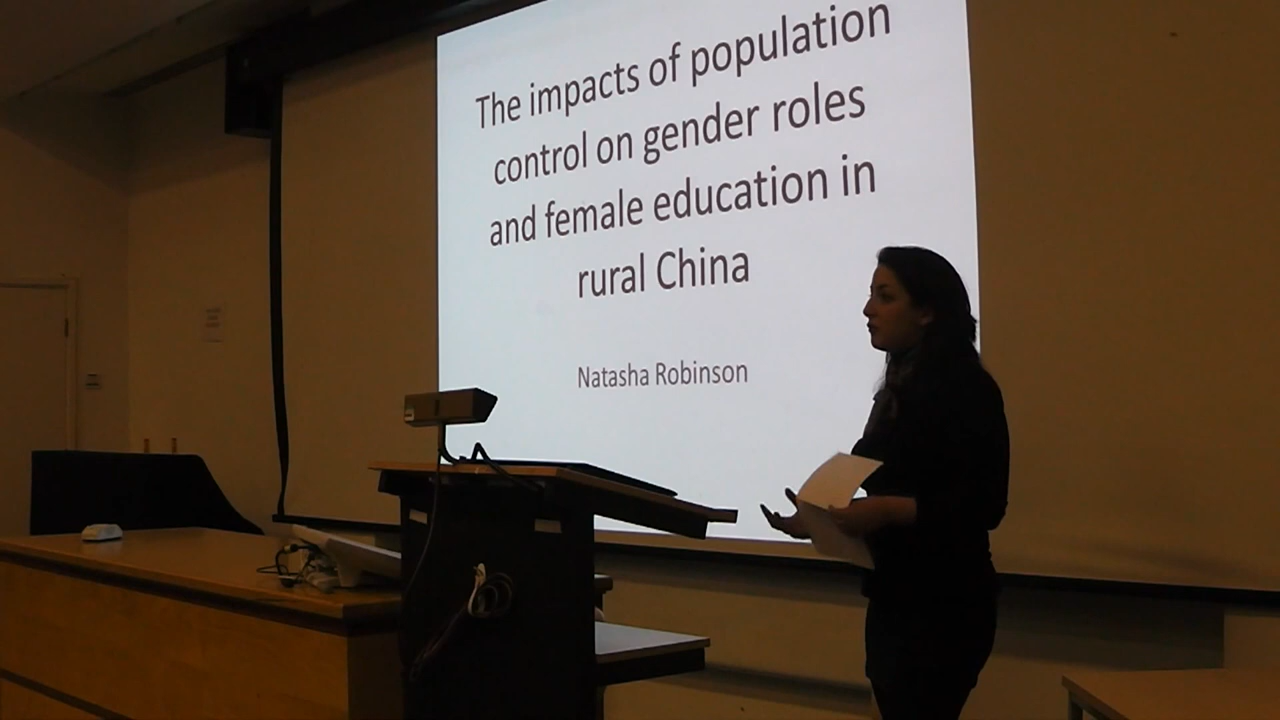 The impacts of population
control on gender roles
and female education in
rural China
Natasha Robinson